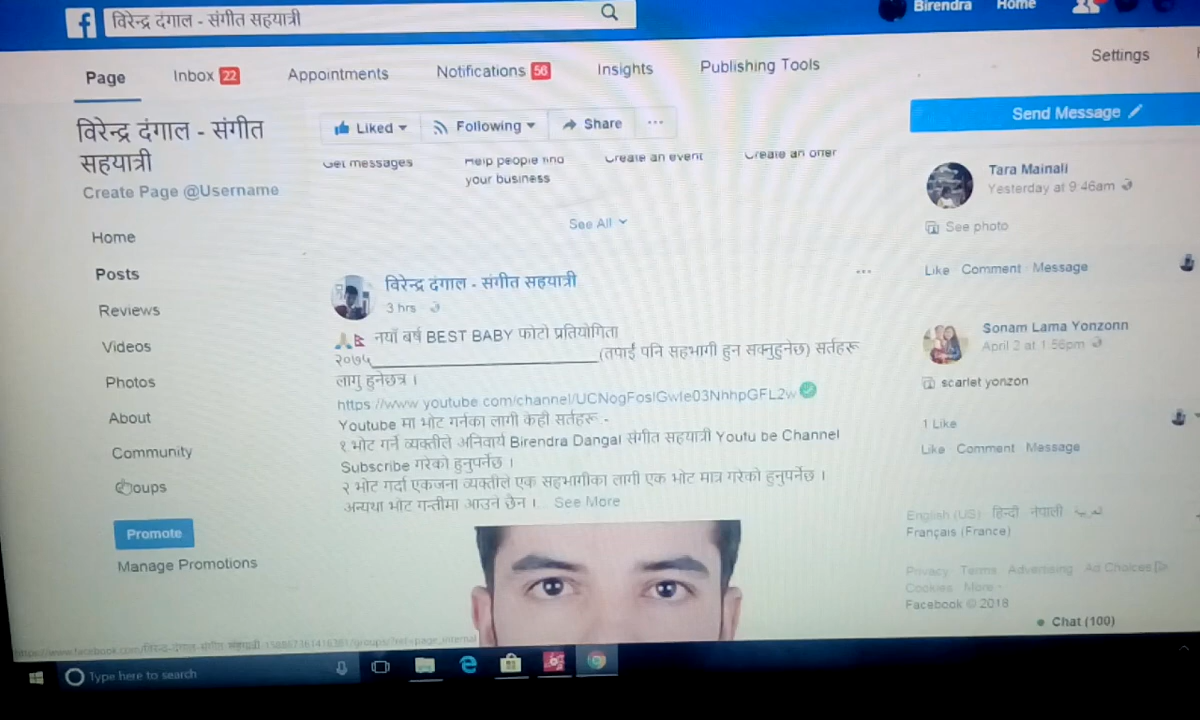 विरेन्द्र दंगाल - संगीत सहयात्री
Birendra Home
Page Inbox 22 Appointments Notifications 56 Insights Publishing Tools Settings
विरेन्द्र दंगाल - संगीत
सहयात्री
Create Page @Username
Liked Following Share ...
Send Message
Get messages
Help people find
your business
Create an event
Create an offer
See All
Home
Posts
Reviews
Videos
Photos
About
Community
Groups
Promote
Manage Promotions
विरेन्द्र दंगाल - संगीत सहयात्री
3 hrs
नयाँ बर्ष BEST BABY फोटो प्रतियोगिता
२०७५______________________(तपाईं पनि सहभागी हुन सक्नुहुनेछ) सर्तहरू
लागु हुनेछन्र ।
https://www.youtube.com/channel/
Youtube मा भोट गर्नका लागी केही सर्तहरू -
१ भोट गर्ने व्यक्तीले अनिवार्य Birendra Dangal संगीत सहयात्री Youtu be Channel
Subscribe गरेको हुनुपर्नेछ ।
२ भोट गर्दा एकजना व्यक्तीले एक सहभागीका लागी एक भोट मात्र गरेको हुनुपर्नेछ ।
अन्यथा भोट गन्तीमा आउने छैन ।... See More
Tara Mainali
Yesterday at 9:46am
See photo
Like · Comment · Message
Sonam Lama Yonzonn
April 2 at 1:56pm
scarlet yonzon
1 Like
Like · Comment · Message
English (US) · हिन्दी · नेपाली ·
Français (France)
Privacy · Terms · Advertising · Ad Choices
Cookies · More
Facebook © 2018
Chat (100)
Type here to search